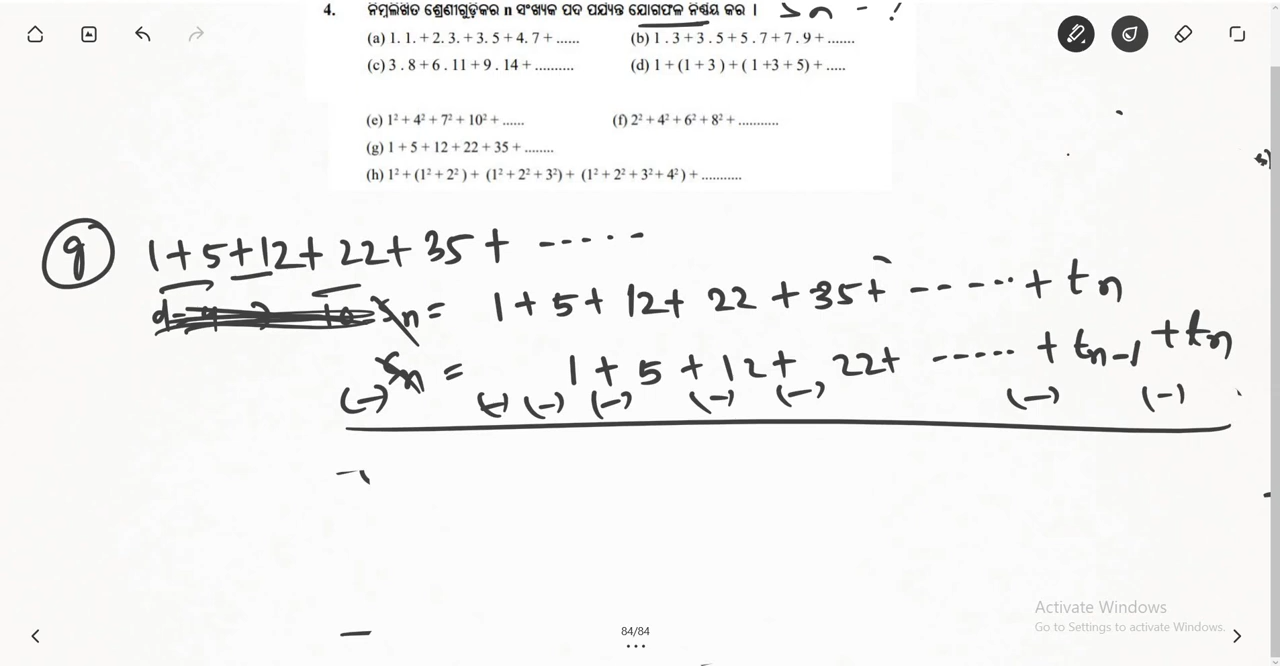 4. ନିମ୍ନଲିଖିତ ଶ୍ରେଣୀଗୁଡ଼ିକର n ସଂଖ୍ୟକ ପଦ ପର୍ଯ୍ୟନ୍ତ ଯୋଗଫଳ ନିର୍ଣ୍ଣୟ କର । Sn - ?
(a) 1. 1. + 2. 3. + 3. 5 + 4. 7 + ...... (b) 1 . 3 + 3 . 5 + 5 . 7 + 7 . 9 + .......
(c) 3 . 8 + 6 . 11 + 9 . 14 + .......... (d) 1 + (1 + 3 ) + ( 1 +3 + 5) + .....
(e) 1² + 4² + 7² + 10² + ...... (f) 2² + 4² + 6² + 8² + ...........
(g) 1 + 5 + 12 + 22 + 35 + ........
(h) 1² + (1² + 2² ) + (1² + 2² + 3²) + (1² + 2² + 3² + 4² ) + ...........
g 1 + 5 + 12 + 22 + 35 + ......
Sn = 1 + 5 + 12 + 22 + 35 + ...... + tn
Sn = 1 + 5 + 12 + 22 + ...... + tn-1 + tn
(-) (-) (-) (-) (-) (-) (-) (-)
84/84
Activate Windows
Go to Settings to activate Windows.